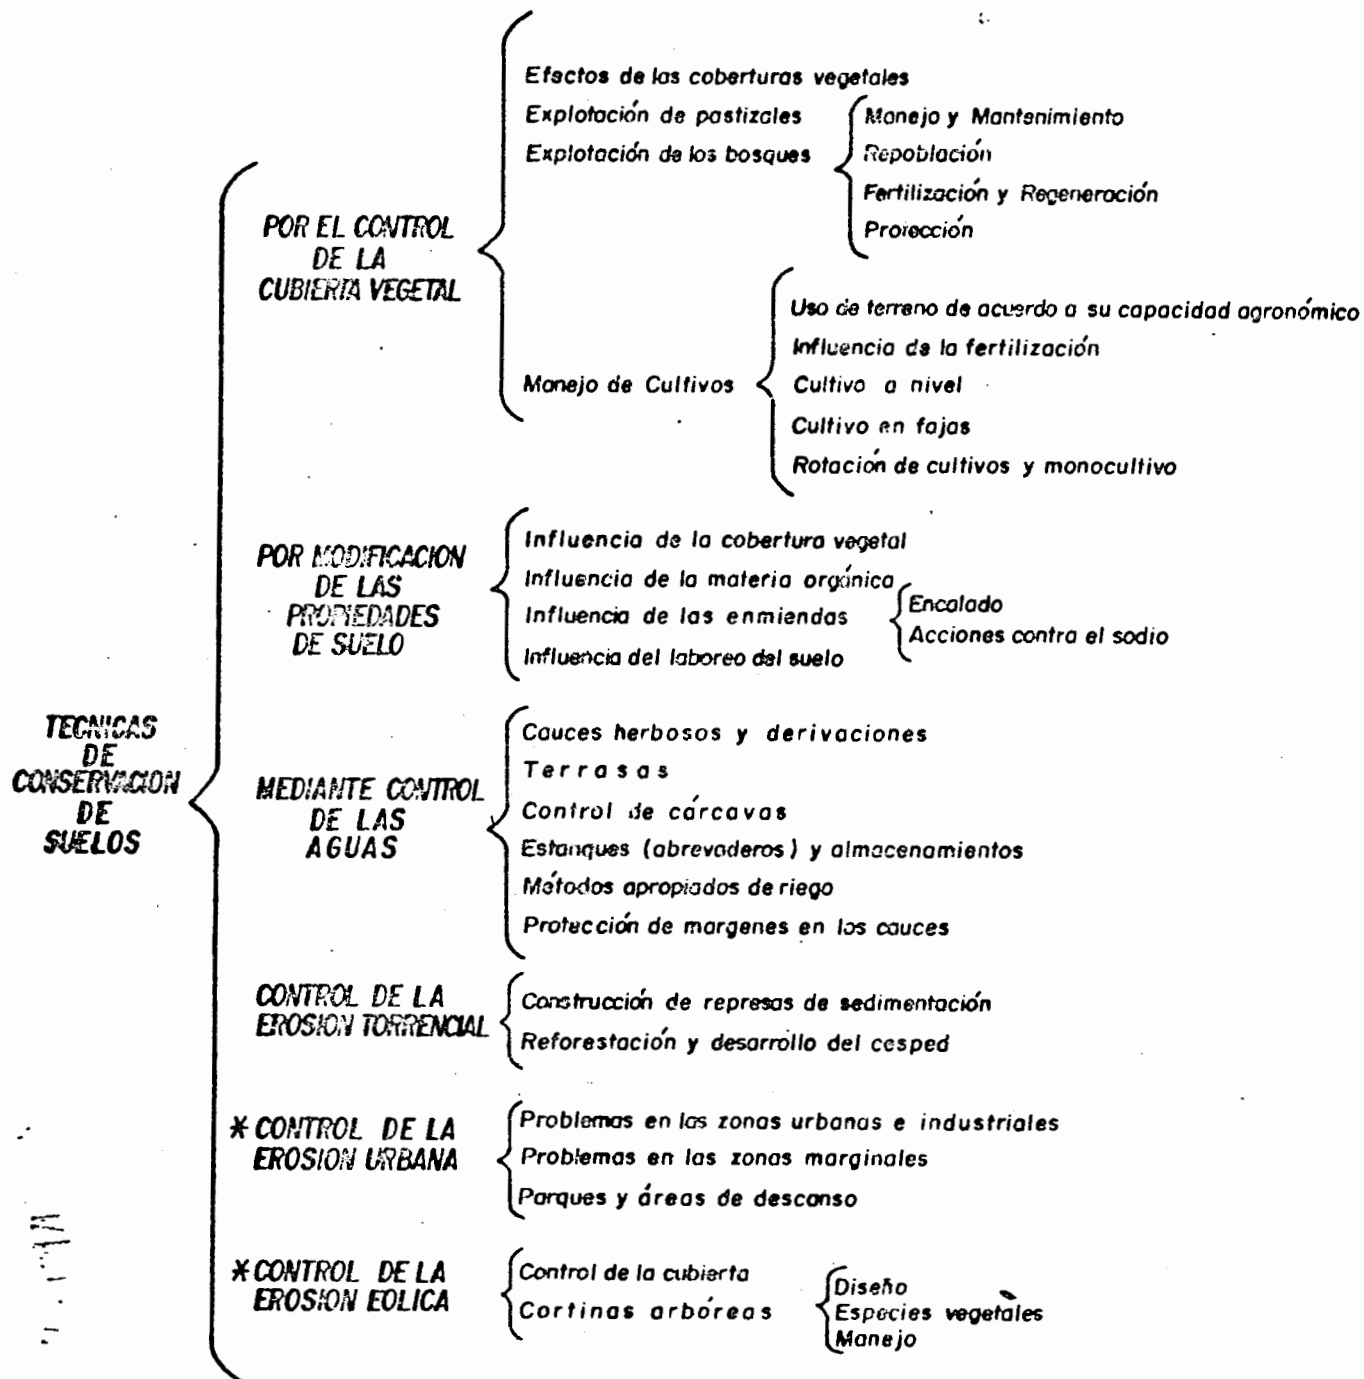 TECNICAS
DE
CONSERVACION
DE
SUELOS
POR EL CONTROL
DE LA
CUBIERTA VEGETAL
Efectos de las coberturas vegetales
Explotación de pastizales
Explotación de los bosques
Manejo y Mantenimiento
Repoblación
Fertilización y Regeneración
Protección
Manejo de Cultivos
Uso de terreno de acuerdo a su capacidad agronómico
Influencia de la fertilización
Cultivo a nivel
Cultivo en fajas
Rotación de cultivos y monocultivo
POR MODIFICACION
DE LAS
PROPIEDADES
DE SUELO
Influencia de la cobertura vegetal
Influencia de la materia orgánica
Influencia de las enmiendas
Encalado
Acciones contra el sodio
Influencia del laboreo del suelo
MEDIANTE CONTROL
DE LAS
AGUAS
Cauces herbosos y derivaciones
Terrasas
Control de cárcavas
Estanques (abrevaderos) y almacenamientos
Métodos apropiados de riego
Protección de margenes en los cauces
CONTROL DE LA
EROSION TORRENCIAL
Construcción de represas de sedimentación
Reforestación y desarrollo del cesped
* CONTROL DE LA
EROSION URBANA
Problemas en las zonas urbanas e industriales
Problemas en las zonas marginales
Parques y áreas de descanso
* CONTROL DE LA
EROSION EOLICA
Control de la cubierta
Cortinas arbóreas
Diseño
Especies vegetales
Manejo